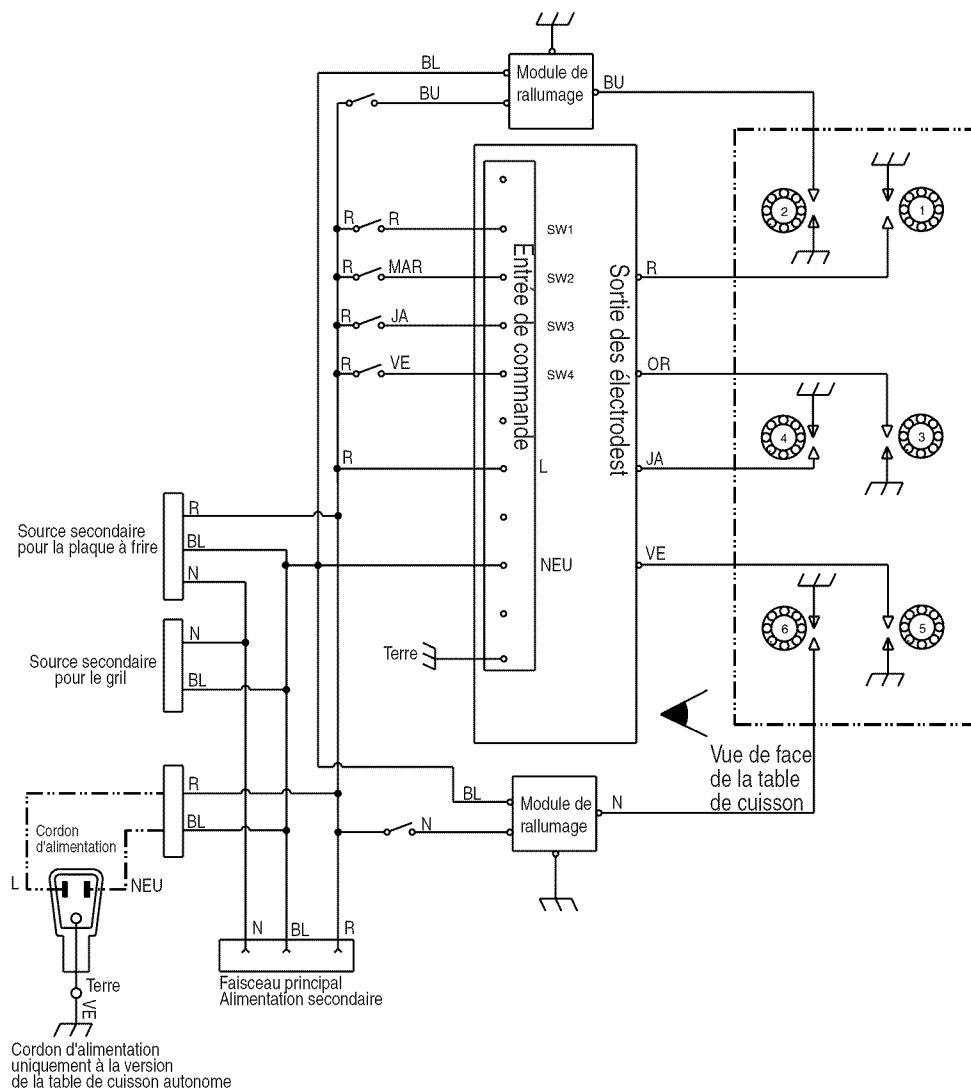 BL
Module de
rallumage
BU
BU
2
1
R
R
SW1
R
MAR
SW2
R
R
JA
SW3
R
VE
SW4
OR
Entrée de commande
Sortie des électrodest
4
3
R
L
JA
R
Source secondaire
pour la plaque à frire
BL
N
NEU
VE
N
Source secondaire
pour le gril
BL
Terre
6
5
Vue de face
de la table
de cuisson
R
BL
Module de
rallumage
N
BL
N
Cordon
d'alimentation
L
NEU
N
BL
R
Faisceau principal
Alimentation secondaire
Terre
VE
Cordon d'alimentation
uniquement à la version
de la table de cuisson autonome